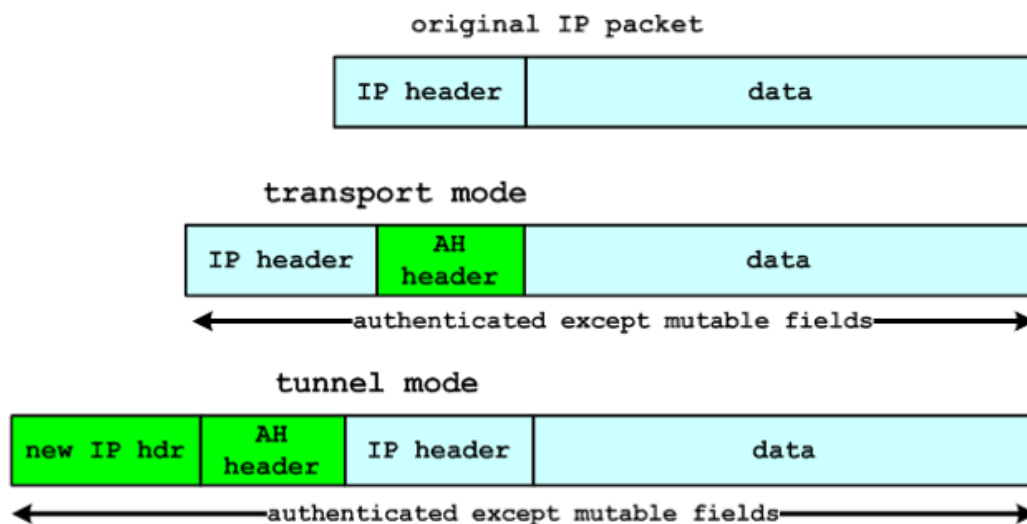 original IP packet
IP header
data
transport mode
IP header
AH
header
data
authenticated except mutable fields
tunnel mode
new IP hdr
AH
header
IP header
data
authenticated except mutable fields